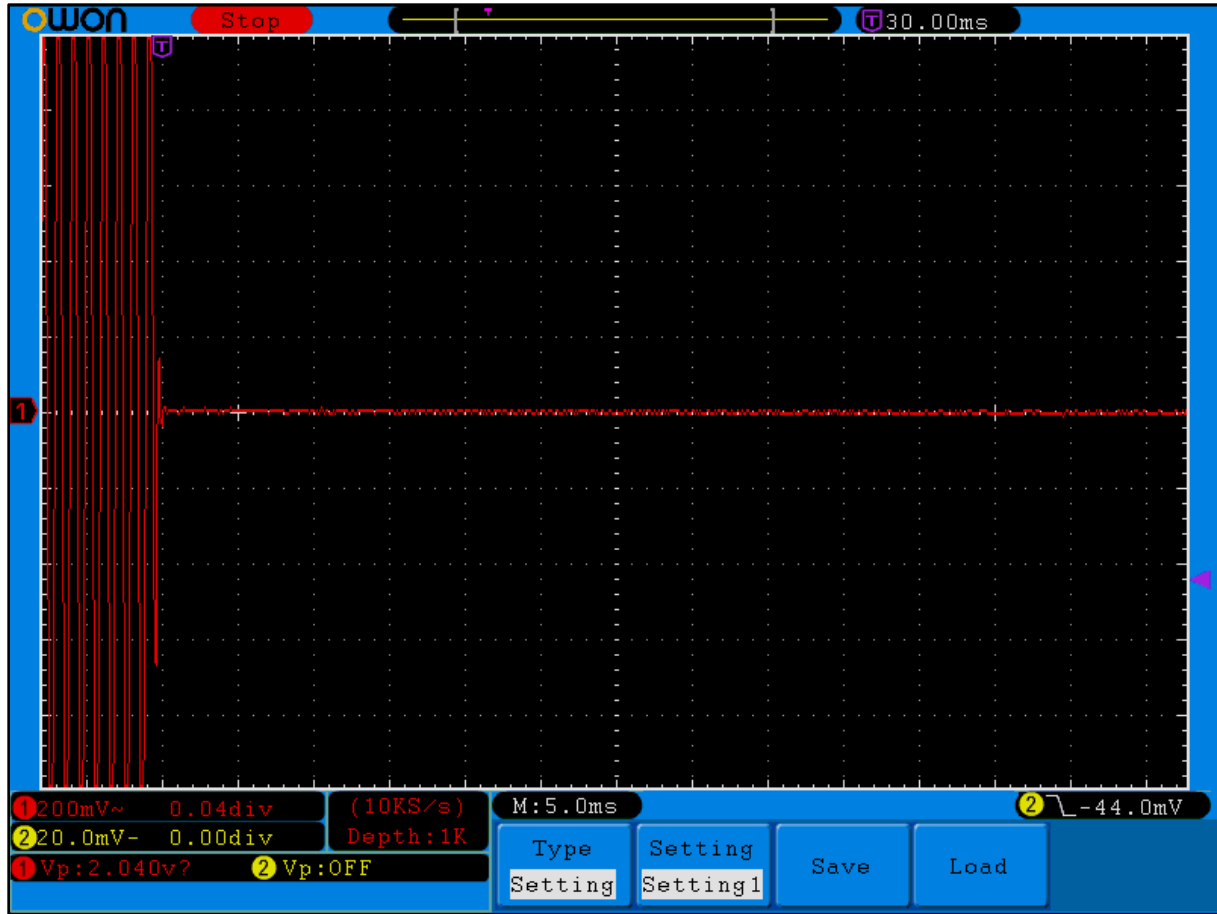 owon Stop T T 30.00ms
T
1
1 200mV~ 0.04div (10KS/s) M:5.0ms 2 -44.0mV
2 20.0mV- 0.00div Depth:1K
1 Vp:2.040v? 2 Vp:OFF
Type Setting Save Load
Setting Setting1